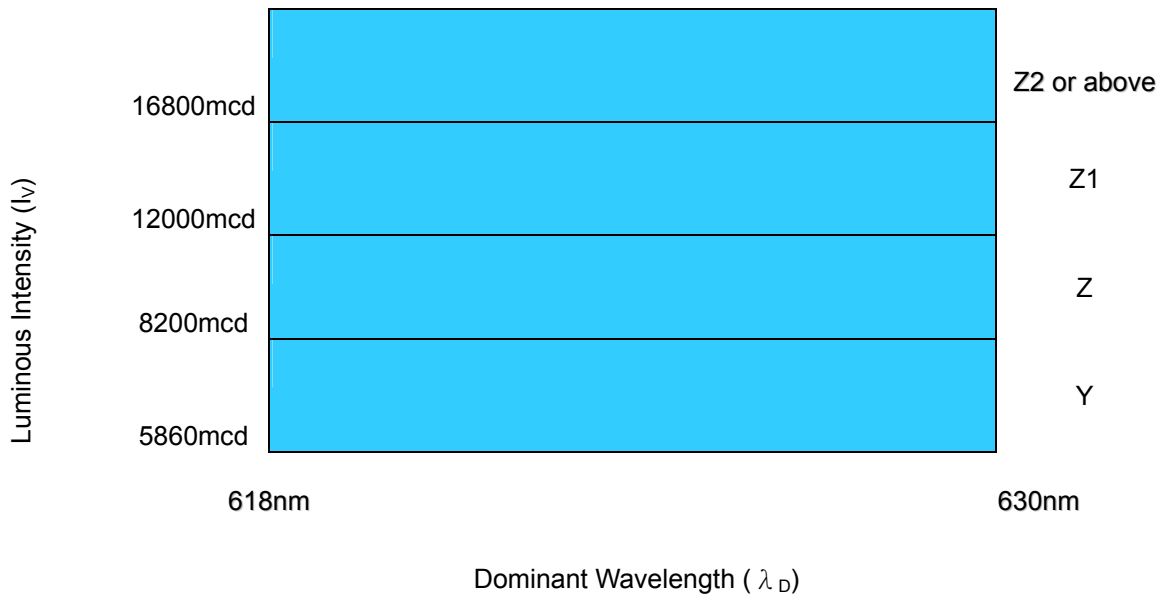 Z2 or above
16800mcd
Z1
12000mcd
Luminous Intensity (IV)
Z
8200mcd
Y
5860mcd
618nm
630nm
Dominant Wavelength ( λ D)